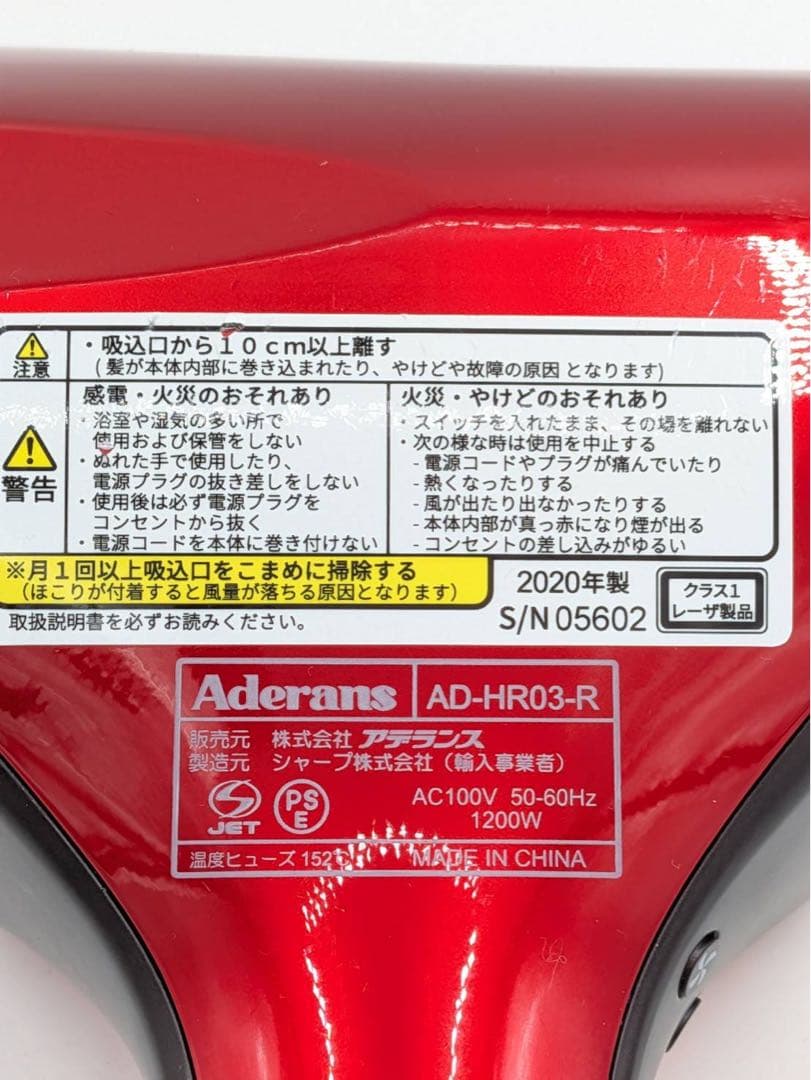 注意
・吸込口から10cm以上離す
(髪が本体内部に巻き込まれたり、やけどや故障の原因 となります)
警告
感電・火災のおそれあり
・浴室や湿気の多い所で
使用および保管をしない
・ぬれた手で使用したり、
電源プラグの抜き差しをしない
・使用後は必ず電源プラグを
コンセントから抜く
・電源コードを本体に巻き付けない
火災・やけどのおそれあり
・スイッチを入れたまま、その場を離れない
・次の様な時は使用を中止する
- 電源コードやプラグが痛んでいたり
- 熱くなったりする
- 風が出たり出なかったりする
- 本体内部が真っ赤になり煙が出る
- コンセントの差し込みがゆるい
※月1回以上吸込口をこまめに掃除する
(ほこりが付着すると風量が落ちる原因となります)
取扱説明書を必ずお読みください。
2020年製
S/N 05602
クラス1
レーザ製品
Aderans AD-HR03-R
販売元 株式会社 アデランス
製造元 シャープ株式会社(輸入事業者)
JET
PS
E
AC100V 50-60Hz
1200W
温度ヒューズ 152℃
MADE IN CHINA